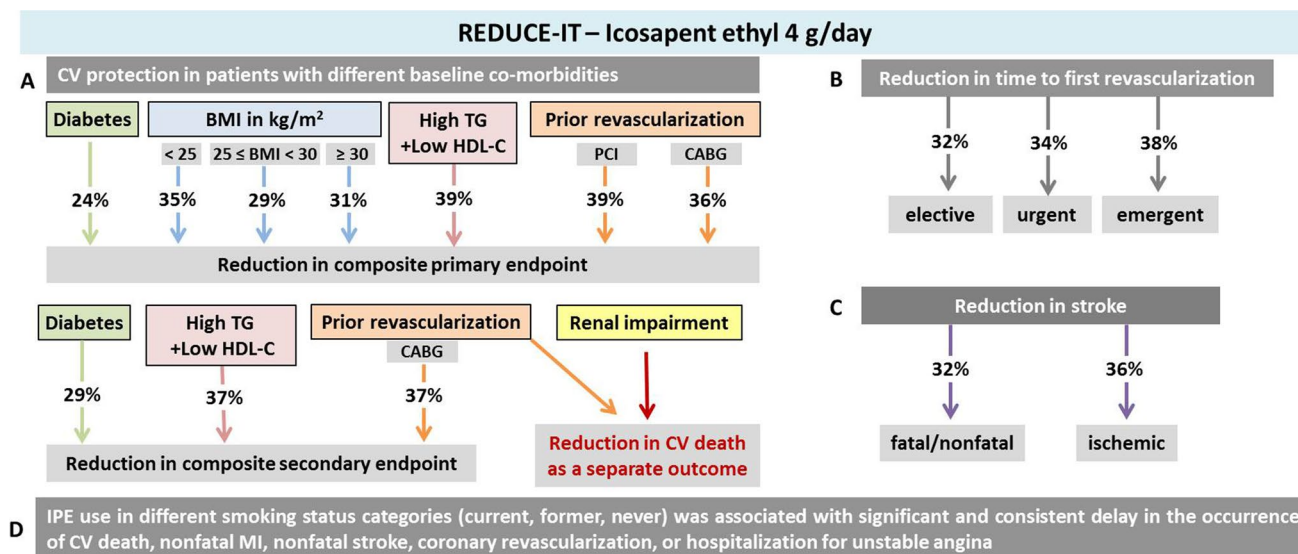 REDUCE-IT – Icosapent ethyl 4 g/day
A
CV protection in patients with different baseline co-morbidities
Diabetes
BMI in kg/m²
High TG
+Low HDL-C
Prior revascularization
< 25
25 ≤ BMI < 30
≥ 30
PCI
CABG
24%
35%
29%
31%
39%
39%
36%
Reduction in composite primary endpoint
Diabetes
High TG
+Low HDL-C
Prior revascularization
CABG
Renal impairment
29%
37%
37%
Reduction in composite secondary endpoint
Reduction in CV death
as a separate outcome
B
Reduction in time to first revascularization
32%
34%
38%
elective
urgent
emergent
C
Reduction in stroke
32%
36%
fatal/nonfatal
ischemic
D
IPE use in different smoking status categories (current, former, never) was associated with significant and consistent delay in the occurrence
of CV death, nonfatal MI, nonfatal stroke, coronary revascularization, or hospitalization for unstable angina